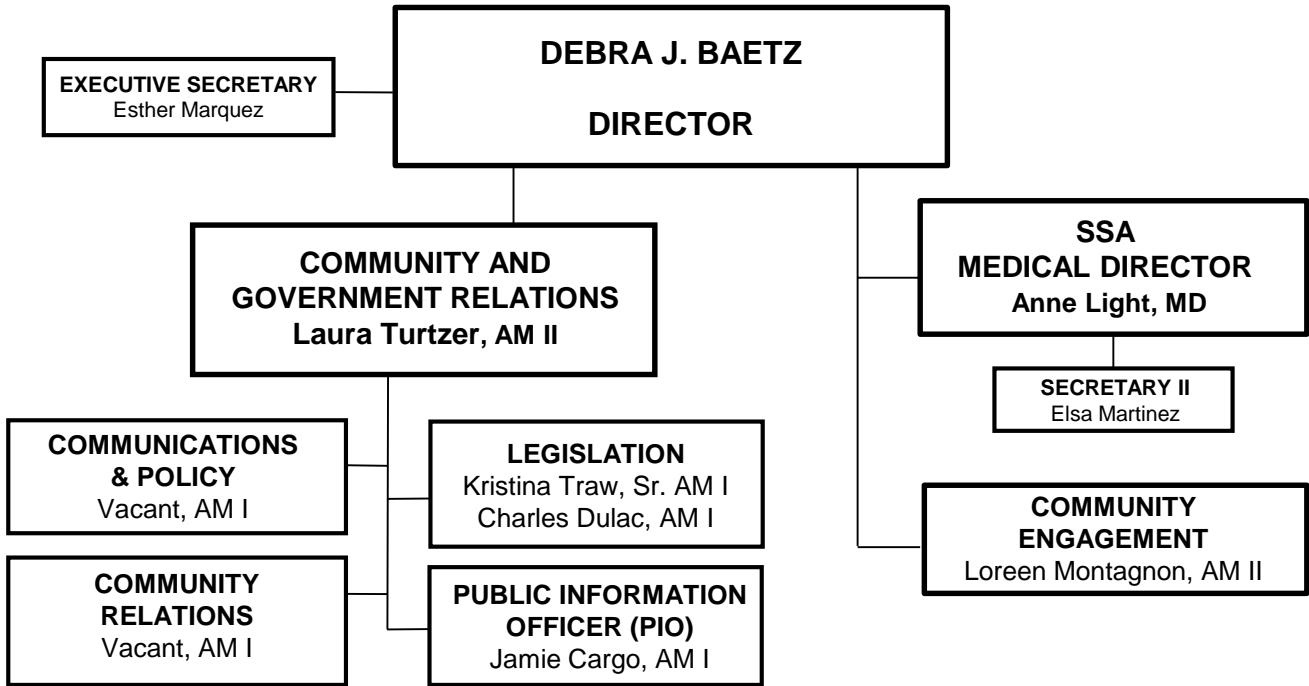 DEBRA J. BAETZ
DIRECTOR
EXECUTIVE SECRETARY
Esther Marquez
COMMUNITY AND
GOVERNMENT RELATIONS
Laura Turtzer, AM II
SSA
MEDICAL DIRECTOR
Anne Light, MD
SECRETARY II
Elsa Martinez
COMMUNICATIONS
& POLICY
Vacant, AM I
LEGISLATION
Kristina Traw, Sr. AM I
Charles Dulac, AM I
COMMUNITY
ENGAGEMENT
Loreen Montagnon, AM II
COMMUNITY
RELATIONS
Vacant, AM I
PUBLIC INFORMATION
OFFICER (PIO)
Jamie Cargo, AM I